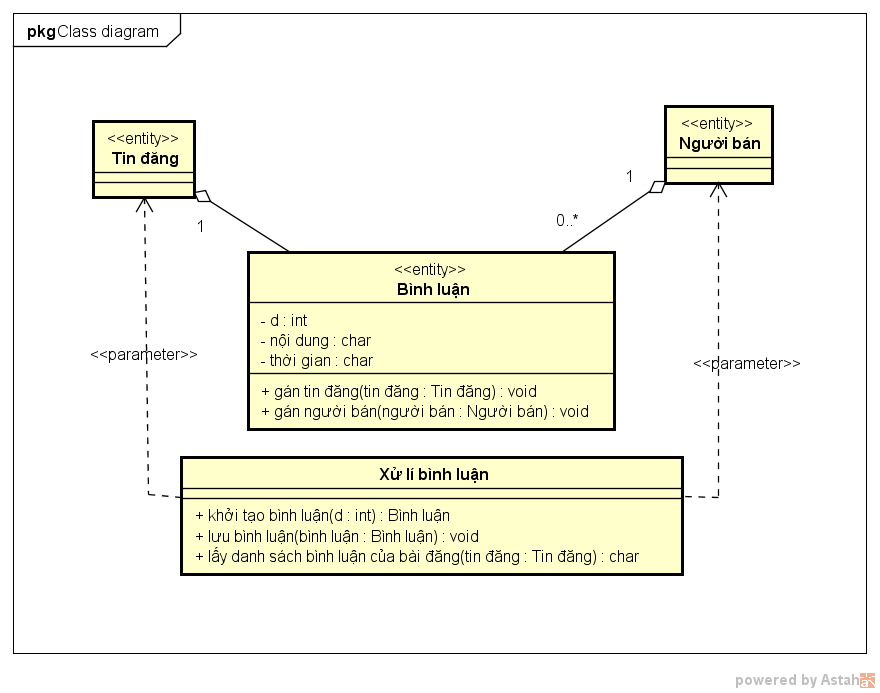 pkg Class diagram
<<entity>>
Tin đăng
<<entity>>
Người bán
1
1
0..*
<<entity>>
Bình luận
- d : int
- nội dung : char
- thời gian : char
+ gán tin đăng(tin đăng : Tin đăng) : void
+ gán người bán(người bán : Người bán) : void
<<parameter>>
<<parameter>>
Xử lí bình luận
+ khởi tạo bình luận(d : int) : Bình luận
+ lưu bình luận(bình luận : Bình luận) : void
+ lấy danh sách bình luận của bài đăng(tin đăng : Tin đăng) : char
powered by Astah